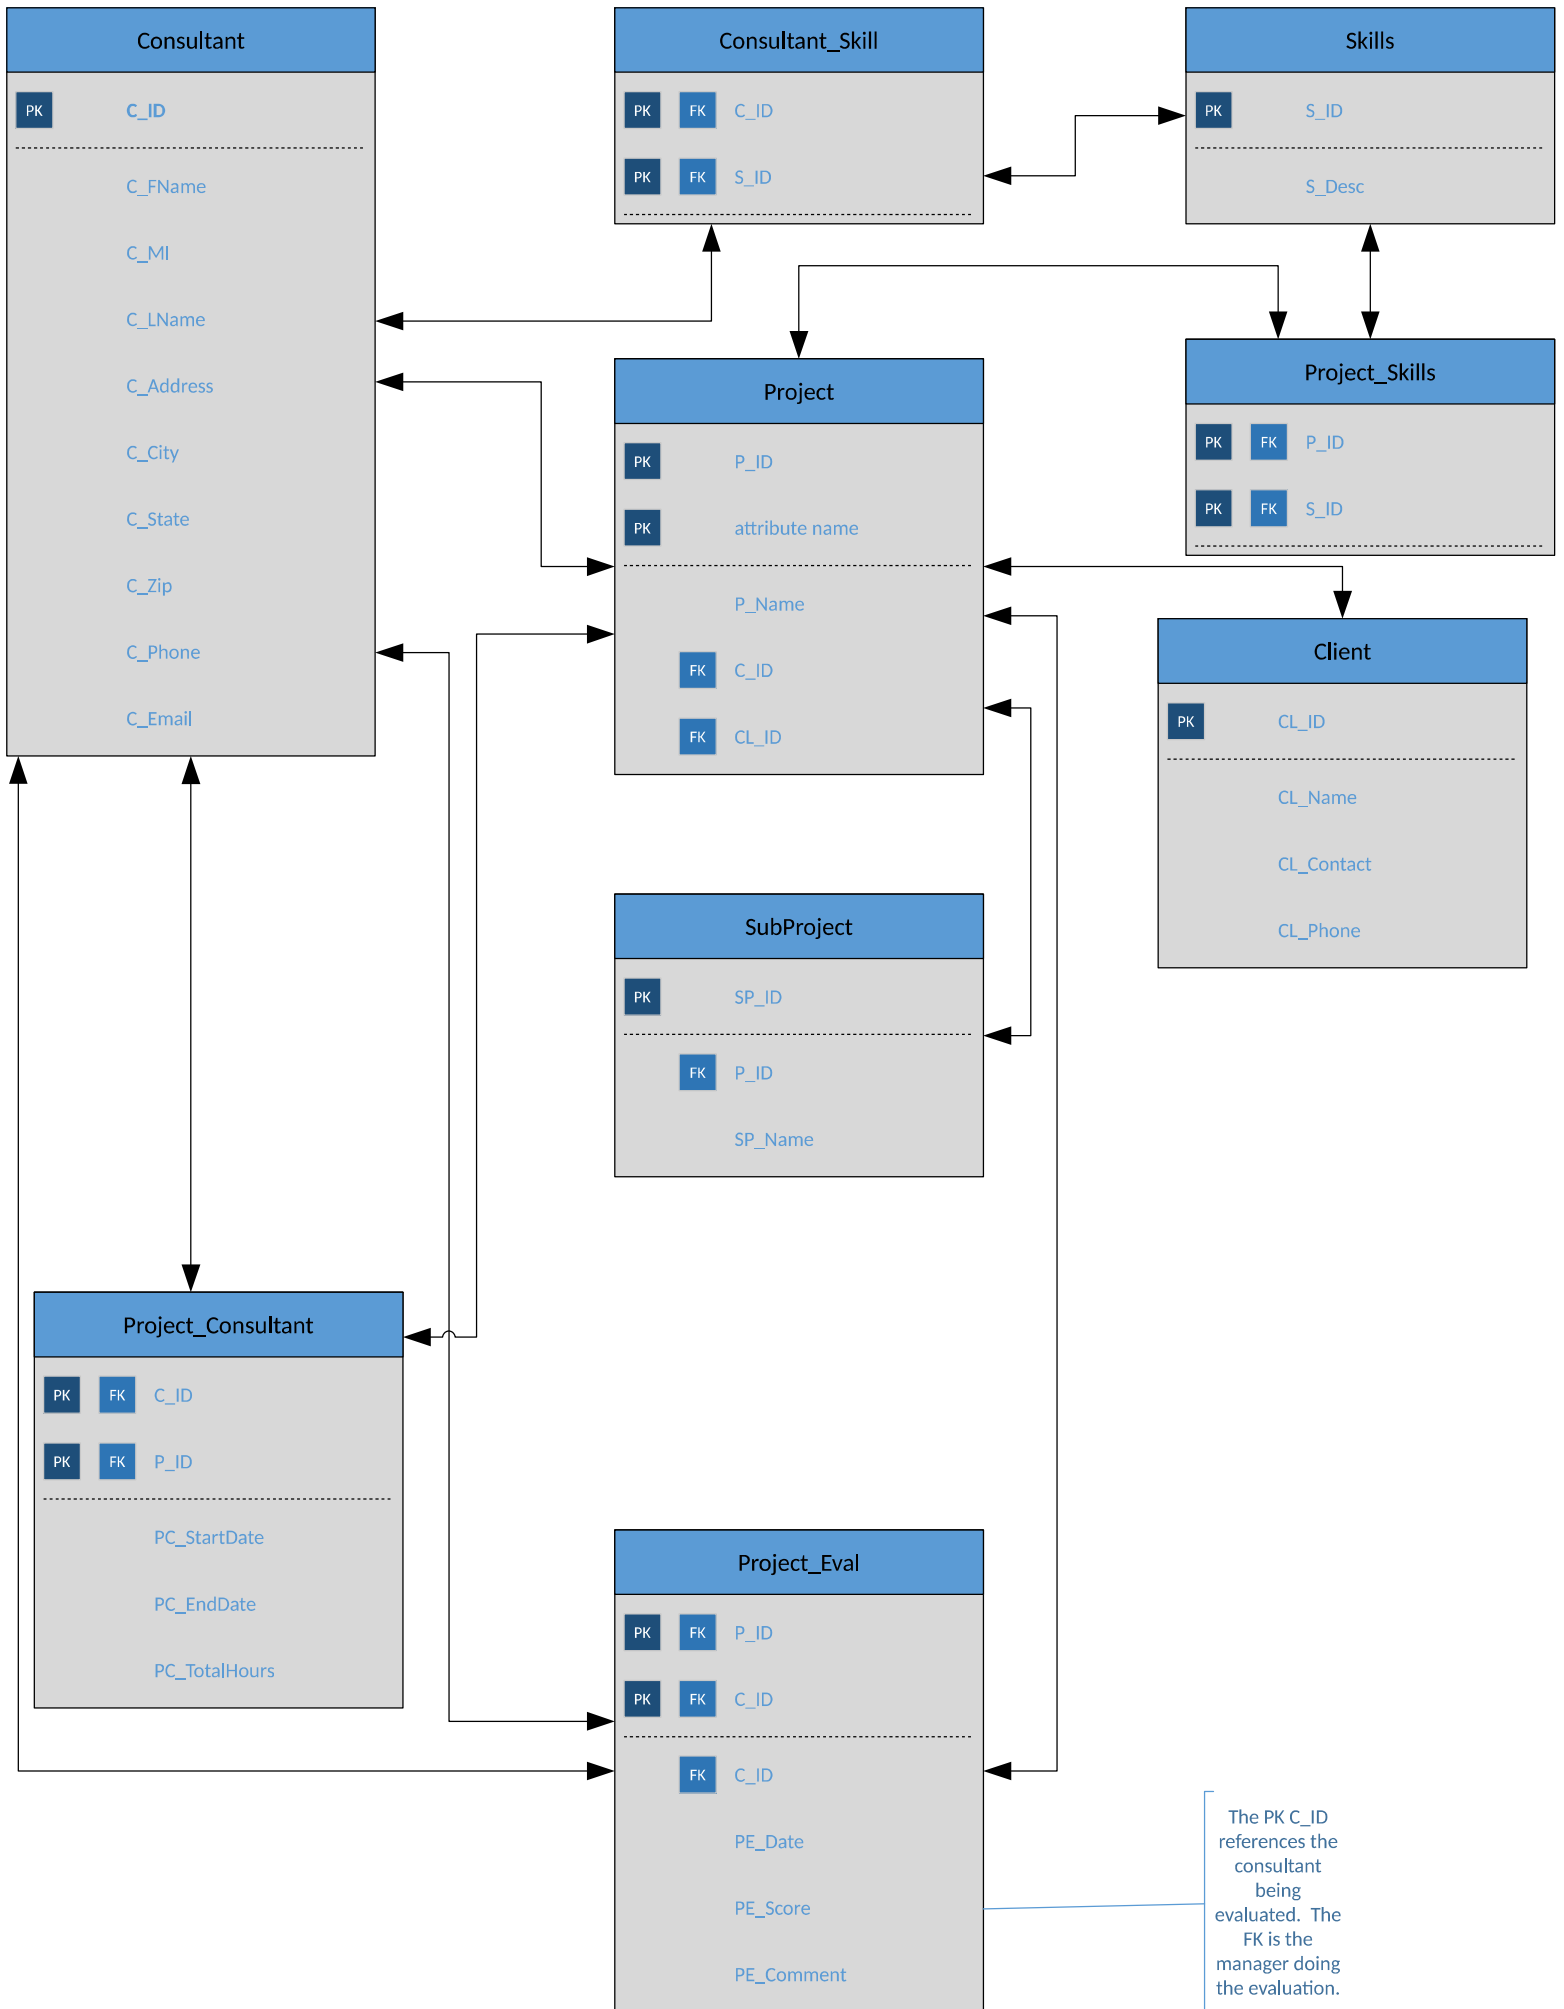 Consultant
PK C_ID
C_FName
C_MI
C_LName
C_Address
C_City
C_State
C_Zip
C_Phone
C_Email
Consultant_Skill
PK FK C_ID
PK FK S_ID
Skills
PK S_ID
S_Desc
Project
PK P_ID
PK attribute name
P_Name
FK C_ID
FK CL_ID
Project_Skills
PK FK P_ID
PK FK S_ID
Client
PK CL_ID
CL_Name
CL_Contact
CL_Phone
SubProject
PK SP_ID
FK P_ID
SP_Name
Project_Consultant
PK FK C_ID
PK FK P_ID
PC_StartDate
PC_EndDate
PC_TotalHours
Project_Eval
PK FK P_ID
PK FK C_ID
FK C_ID
PE_Date
PE_Score
PE_Comment
The PK C_ID
references the
consultant
being
evaluated. The
FK is the
manager doing
the evaluation.